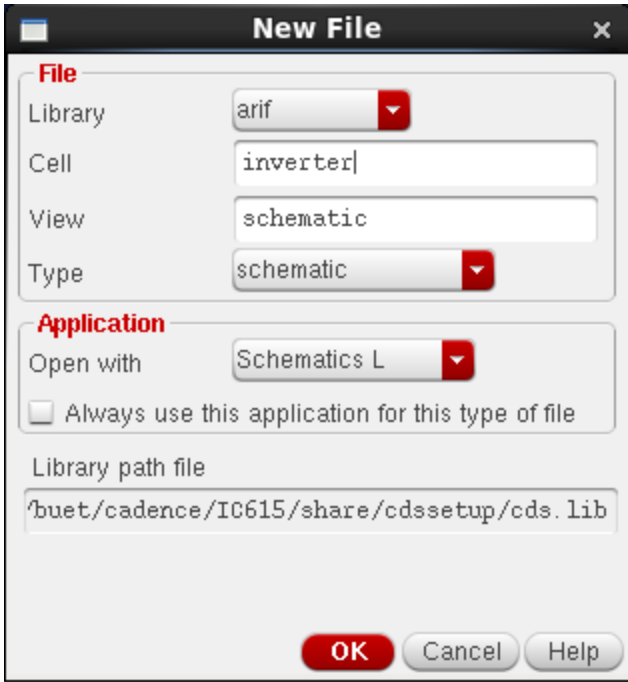 New File
File
Library arif
Cell inverter
View schematic
Type schematic
Application
Open with Schematics L
Always use this application for this type of file
Library path file
buet/cadence/IC615/share/cdssetup/cds.lib
OK Cancel Help